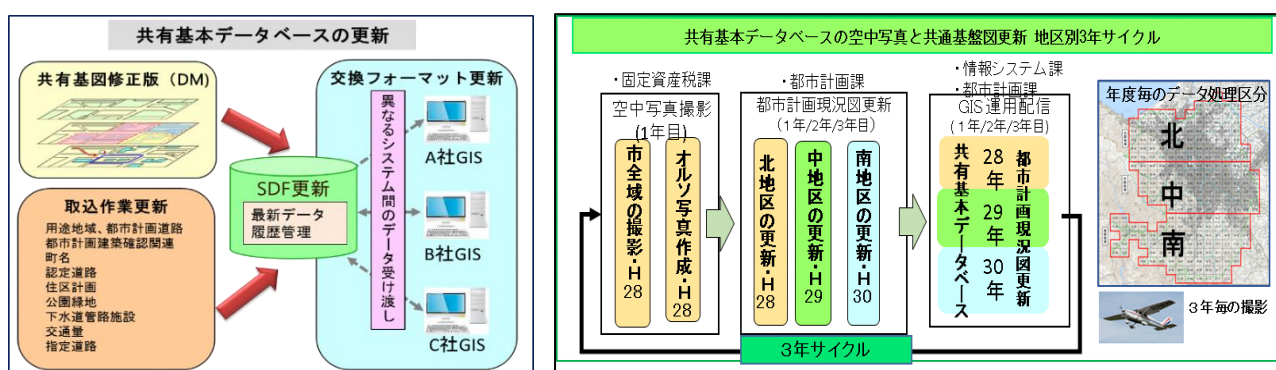 共有基本データベースの更新
共有基図修正版（DM）
取込作業更新
用途地域、都市計画道路
都市計画建築確認関連
町名
認定道路
住区計画
公園緑地
下水道管路施設
交通量
指定道路
SDF更新
最新データ
履歴管理
交換フォーマット更新
異なるシステム間のデータ受け渡し
A社GIS
B社GIS
C社GIS
共有基本データベースの空中写真と共通基盤図更新 地区別3年サイクル
・固定資産税課
空中写真撮影
(1年目)
市全域の撮影・H28
オルソ写真作成・H28
・都市計画課
都市計画現況図更新
(1年/2年/3年目)
北地区の更新・H28
中地区の更新・H29
南地区の更新・H30
・情報システム課
・都市計画課
GIS運用配信
(1年/2年/3年目)
共有基本データベース
28年
29年
30年
都市計画現況図更新
3年サイクル
年度毎のデータ処理区分
北
中
南
３年毎の撮影